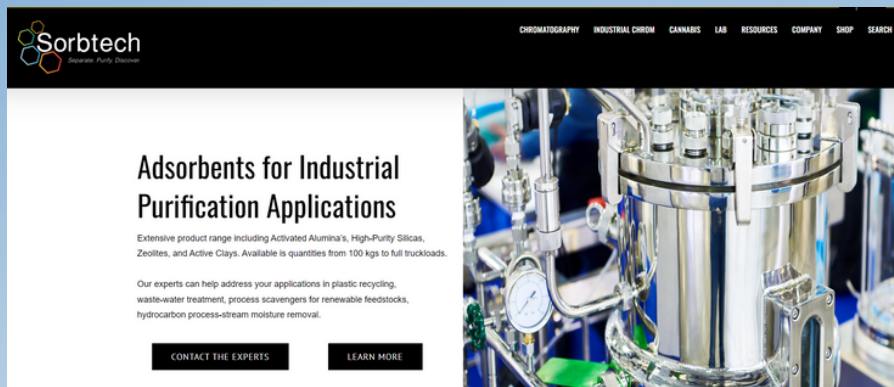 Sorbtech
Separate. Purify. Discover.
CHROMATOGRAPHY INDUSTRIAL CHROM CANNABIS LAB RESOURCES COMPANY SHOP SEARCH
Adsorbents for Industrial
Purification Applications
Extensive product range including Activated Alumina's, High-Purity Silicas,
Zeolites, and Active Clays. Available is quantities from 100 kgs to full truckloads.
Our experts can help address your applications in plastic recycling,
waste-water treatment, process scavengers for renewable feedstocks,
hydrocarbon process-stream moisture removal.
CONTACT THE EXPERTS LEARN MORE